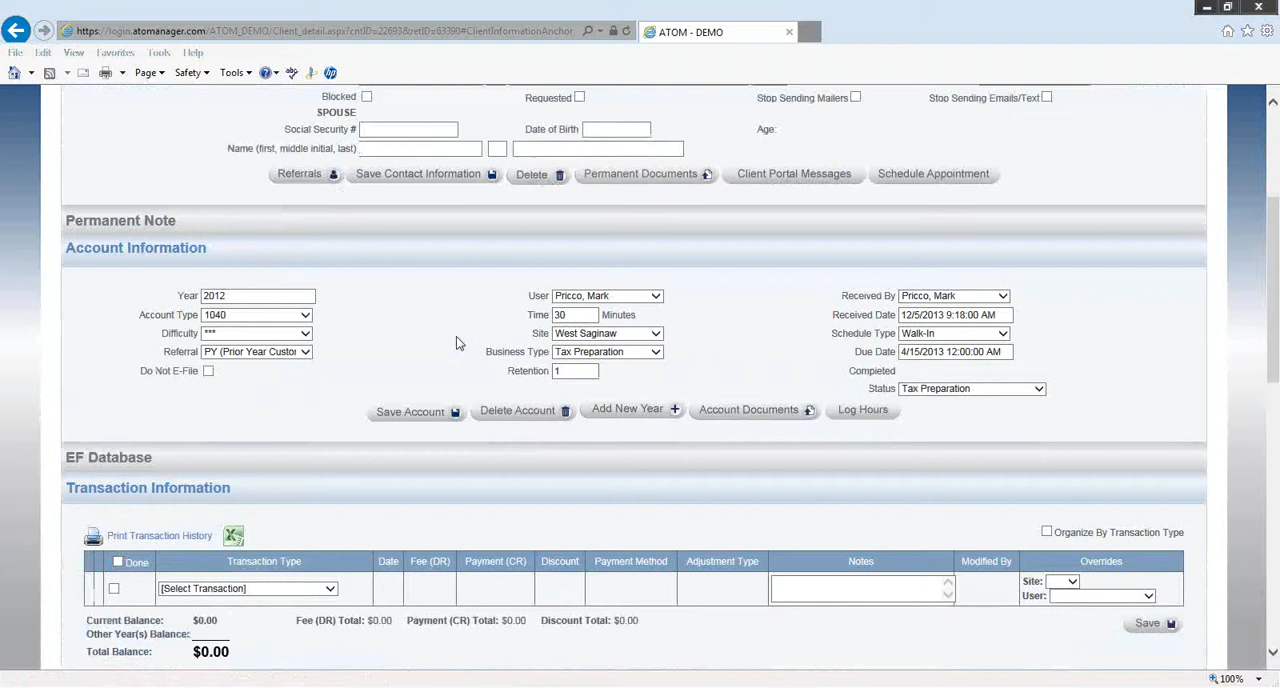 https://login.atomanager.com/ATOM_DEMO/Client_detail.aspx?cntID=22693&retID=63390#ClientInformationAnchor,
ATOM - DEMO
File Edit View Favorites Tools Help
Page Safety Tools
Blocked Requested Stop Sending Mailers Stop Sending Emails/Text
SPOUSE
Social Security # Date of Birth Age:
Name (first, middle initial, last)
Referrals Save Contact Information Delete Permanent Documents Client Portal Messages Schedule Appointment
Permanent Note
Account Information
Year 2012 User Pricco, Mark Received By Pricco, Mark
Account Type 1040 Time 30 Minutes Received Date 12/5/2013 9:18:00 AM
Difficulty *** Site West Saginaw Schedule Type Walk-In
Referral PY (Prior Year Custor Business Type Tax Preparation Due Date 4/15/2013 12:00:00 AM
Do Not E-File Retention 1 Completed
Status Tax Preparation
Save Account Delete Account Add New Year + Account Documents Log Hours
EF Database
Transaction Information
Print Transaction History Organize By Transaction Type
Done Transaction Type Date Fee (DR) Payment (CR) Discount Payment Method Adjustment Type Notes Modified By Overrides
[Select Transaction] Site:
User:
Current Balance: $0.00 Fee (DR) Total: $0.00 Payment (CR) Total: $0.00 Discount Total: $0.00
Other Year(s) Balance: Save
Total Balance: $0.00
100%